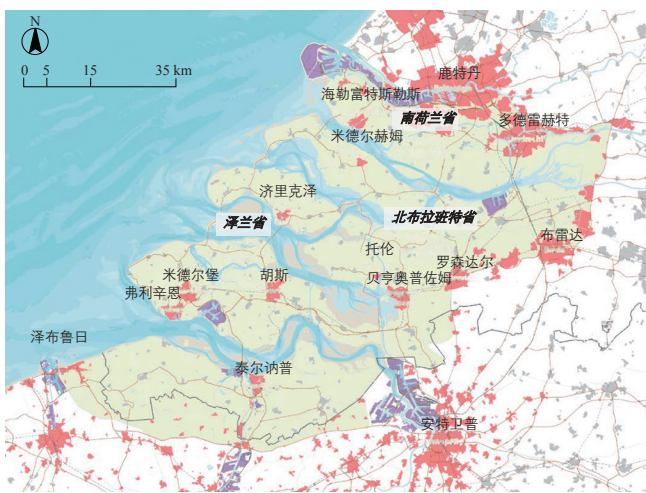 N
0 5 15 35 km
鹿特丹
海勒富特斯勒斯
南荷兰省
多德雷赫特
米德尔赫姆
济里克泽
泽兰省
北布拉班特省
托伦
布雷达
罗森达尔
米德尔堡
胡斯
贝亨奥普佐姆
弗利辛恩
泽布鲁日
泰尔讷普
安特卫普